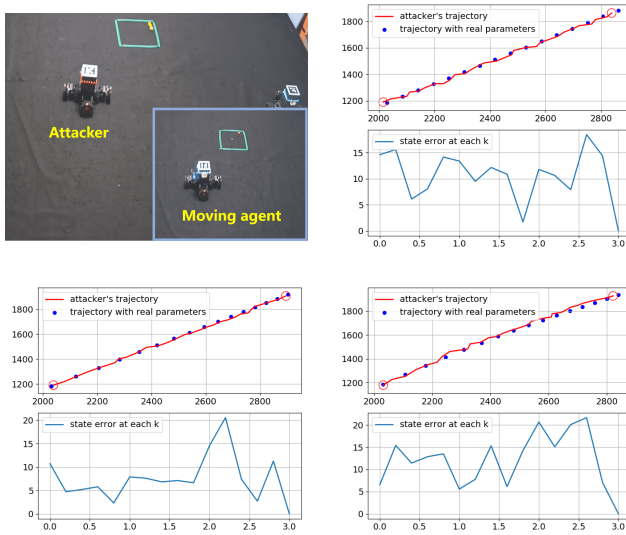 Attacker
Moving agent
attacker's trajectory
trajectory with real parameters
1800
1600
1400
1200
2000 2200 2400 2600 2800
state error at each k
15
10
5
0
0.0 0.5 1.0 1.5 2.0 2.5 3.0
attacker's trajectory
trajectory with real parameters
1800
1600
1400
1200
2000 2200 2400 2600 2800
state error at each k
20
15
10
5
0
0.0 0.5 1.0 1.5 2.0 2.5 3.0
attacker's trajectory
trajectory with real parameters
1800
1600
1400
1200
2000 2200 2400 2600 2800
state error at each k
20
15
10
5
0
0.0 0.5 1.0 1.5 2.0 2.5 3.0